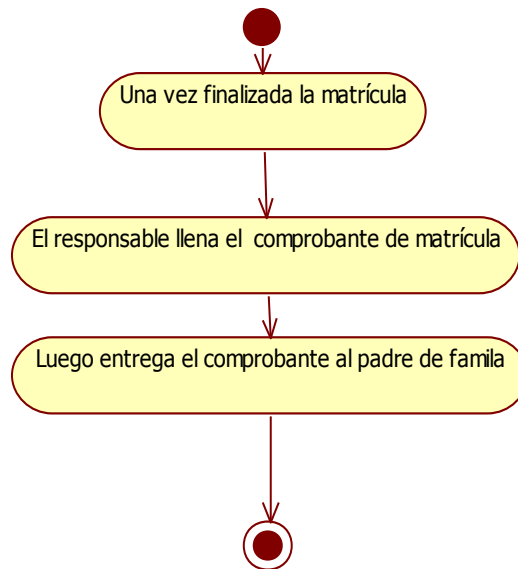 Una vez finalizada la matrícula
El responsable llena el comprobante de matrícula
Luego entrega el comprobante al padre de famila